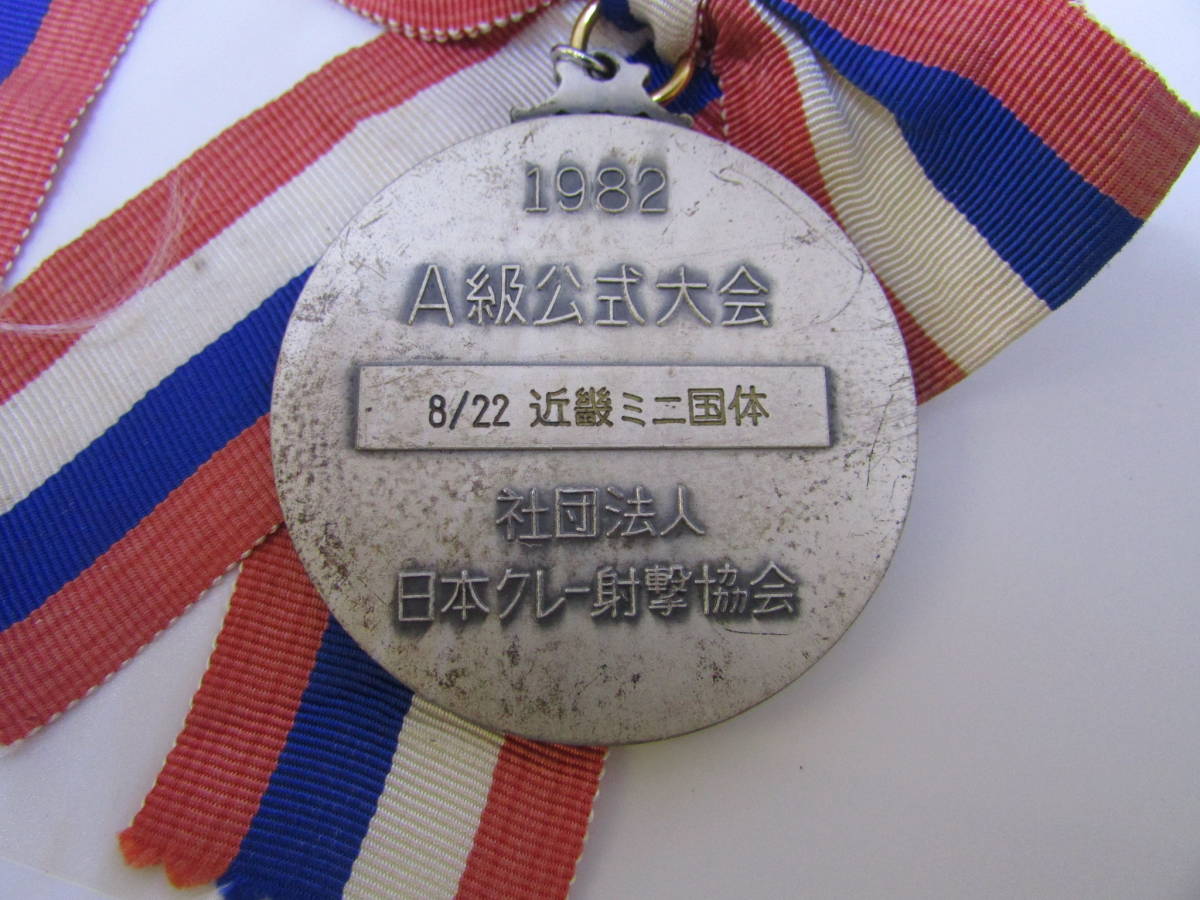 1982
A級公式大会
8/22 近畿ミニ国体
社団法人
日本クレー射撃協会